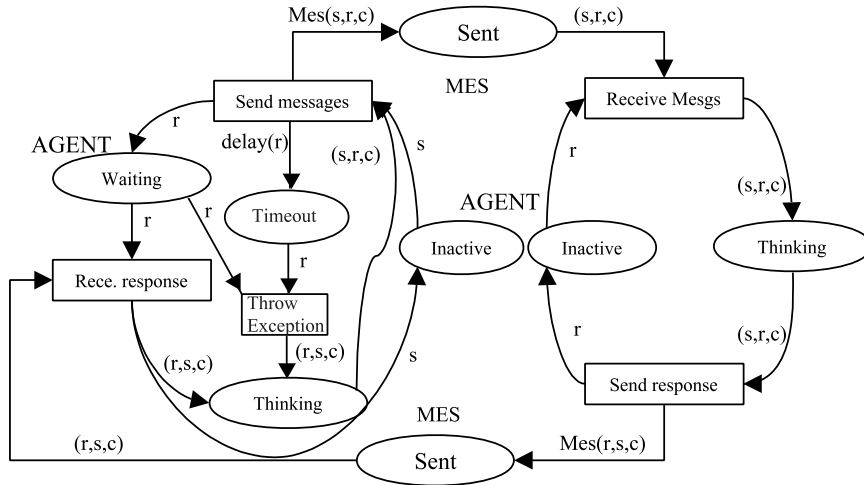 Mes(s,r,c)
Sent
(s,r,c)
MES
Send messages
Receive Mesgs
r
delay(r)
(s,r,c)
s
r
(s,r,c)
AGENT
Waiting
AGENT
r
r
Timeout
Inactive
Inactive
Thinking
r
Rece. response
Throw
Exception
(r,s,c)
(r,s,c)
s
r
(s,r,c)
Thinking
Send response
MES
(r,s,c)
Sent
Mes(r,s,c)